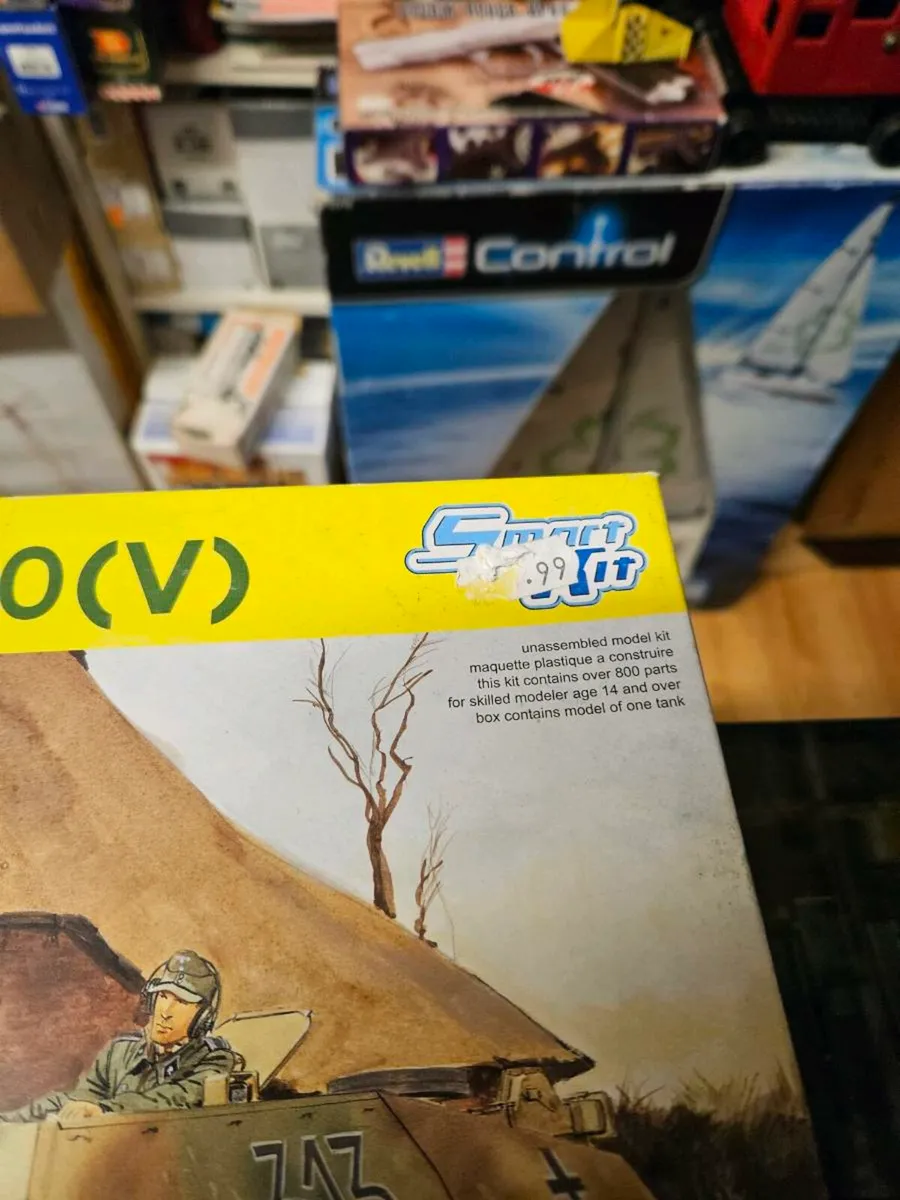 Revell Control
0(V)
Smart
Kit
.99
unassembled model kit
maquette plastique a construire
this kit contains over 800 parts
for skilled modeler age 14 and over
box contains model of one tank